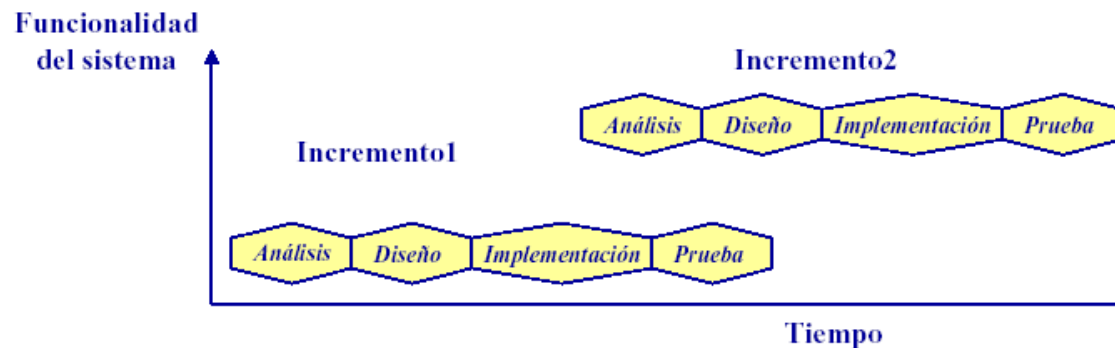 Funcionalidad
del sistema
Incremento2
Análisis Diseño Implementación Prueba
Incremento1
Análisis Diseño Implementación Prueba
Tiempo